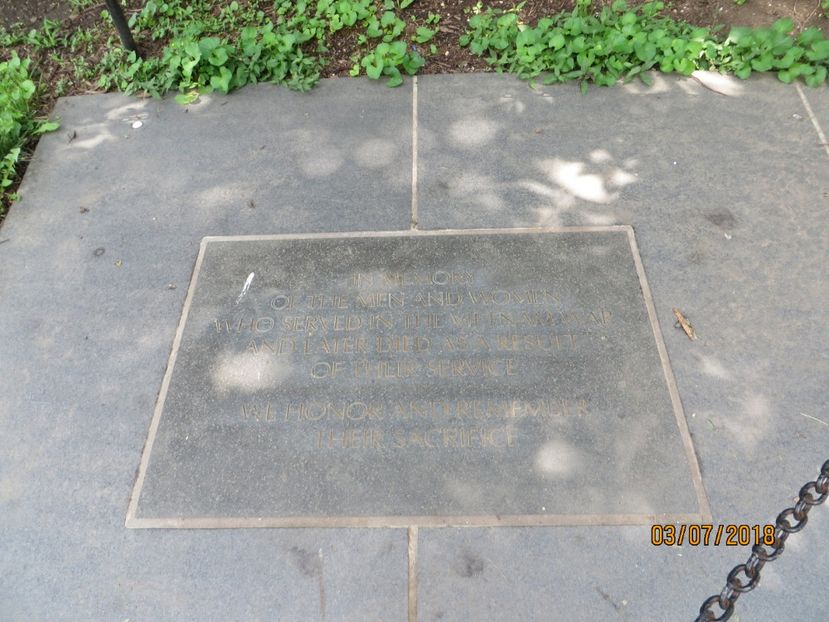 IN MEMORY
OF THE MEN AND WOMEN
WHO SERVED IN THE VIETNAM WAR
AND LATER DIED AS A RESULT
OF THEIR SERVICE
WE HONOR AND REMEMBER
THEIR SACRIFICE
03/07/2018